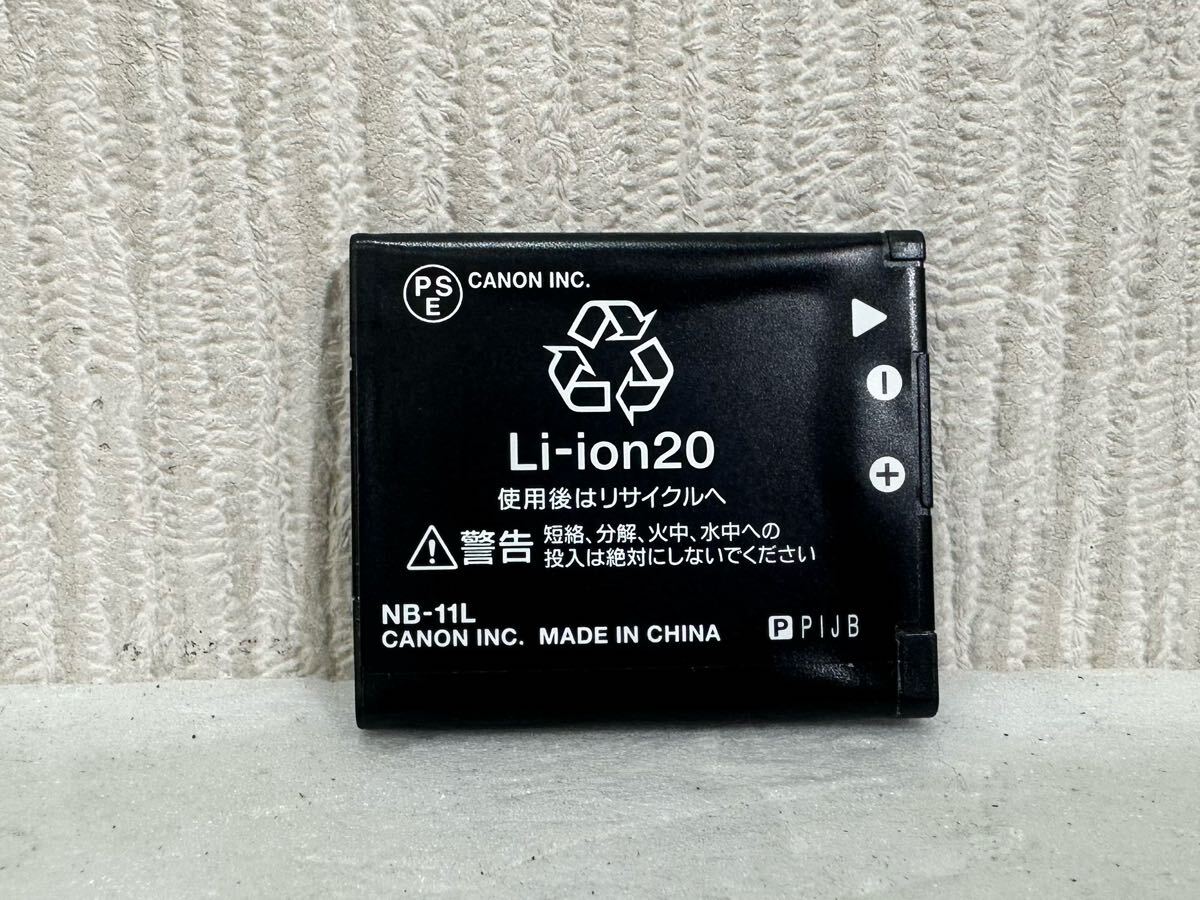 PSE CANON INC.
Li-ion20
使用後はリサイクルへ
警告 短絡、分解、火中、水中への
投入は絶対にしないでください
NB-11L
CANON INC. MADE IN CHINA
P PIJB